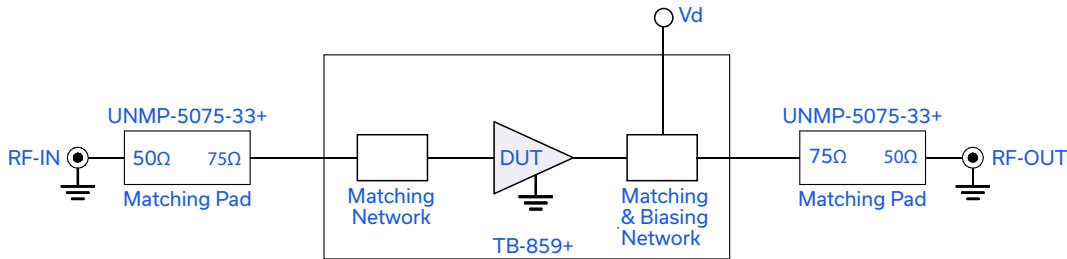 Vd
UNMP-5075-33+
UNMP-5075-33+
RF-IN
50Ω
75Ω
DUT
75Ω
50Ω
RF-OUT
Matching Pad
Matching
Network
Matching
& Biasing
Network
Matching Pad
TB-859+